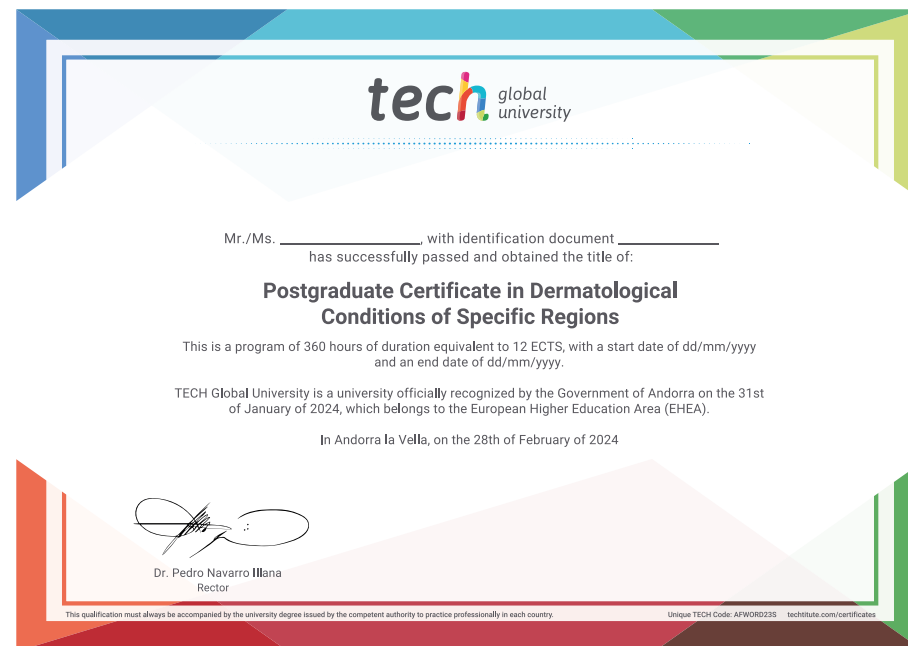 tech global university
Mr./Ms. ____________, with identification document ____________
has successfully passed and obtained the title of:
Postgraduate Certificate in Dermatological
Conditions of Specific Regions
This is a program of 360 hours of duration equivalent to 12 ECTS, with a start date of dd/mm/yyyy
and an end date of dd/mm/yyyy.
TECH Global University is a university officially recognized by the Government of Andorra on the 31st
of January of 2024, which belongs to the European Higher Education Area (EHEA).
In Andorra la Vella, on the 28th of February of 2024
Dr. Pedro Navarro Illana
Rector
This qualification must always be accompanied by the university degree issued by the competent authority to practice professionally in each country.
Unique TECH Code: AFWORD23S techtitute.com/certificates